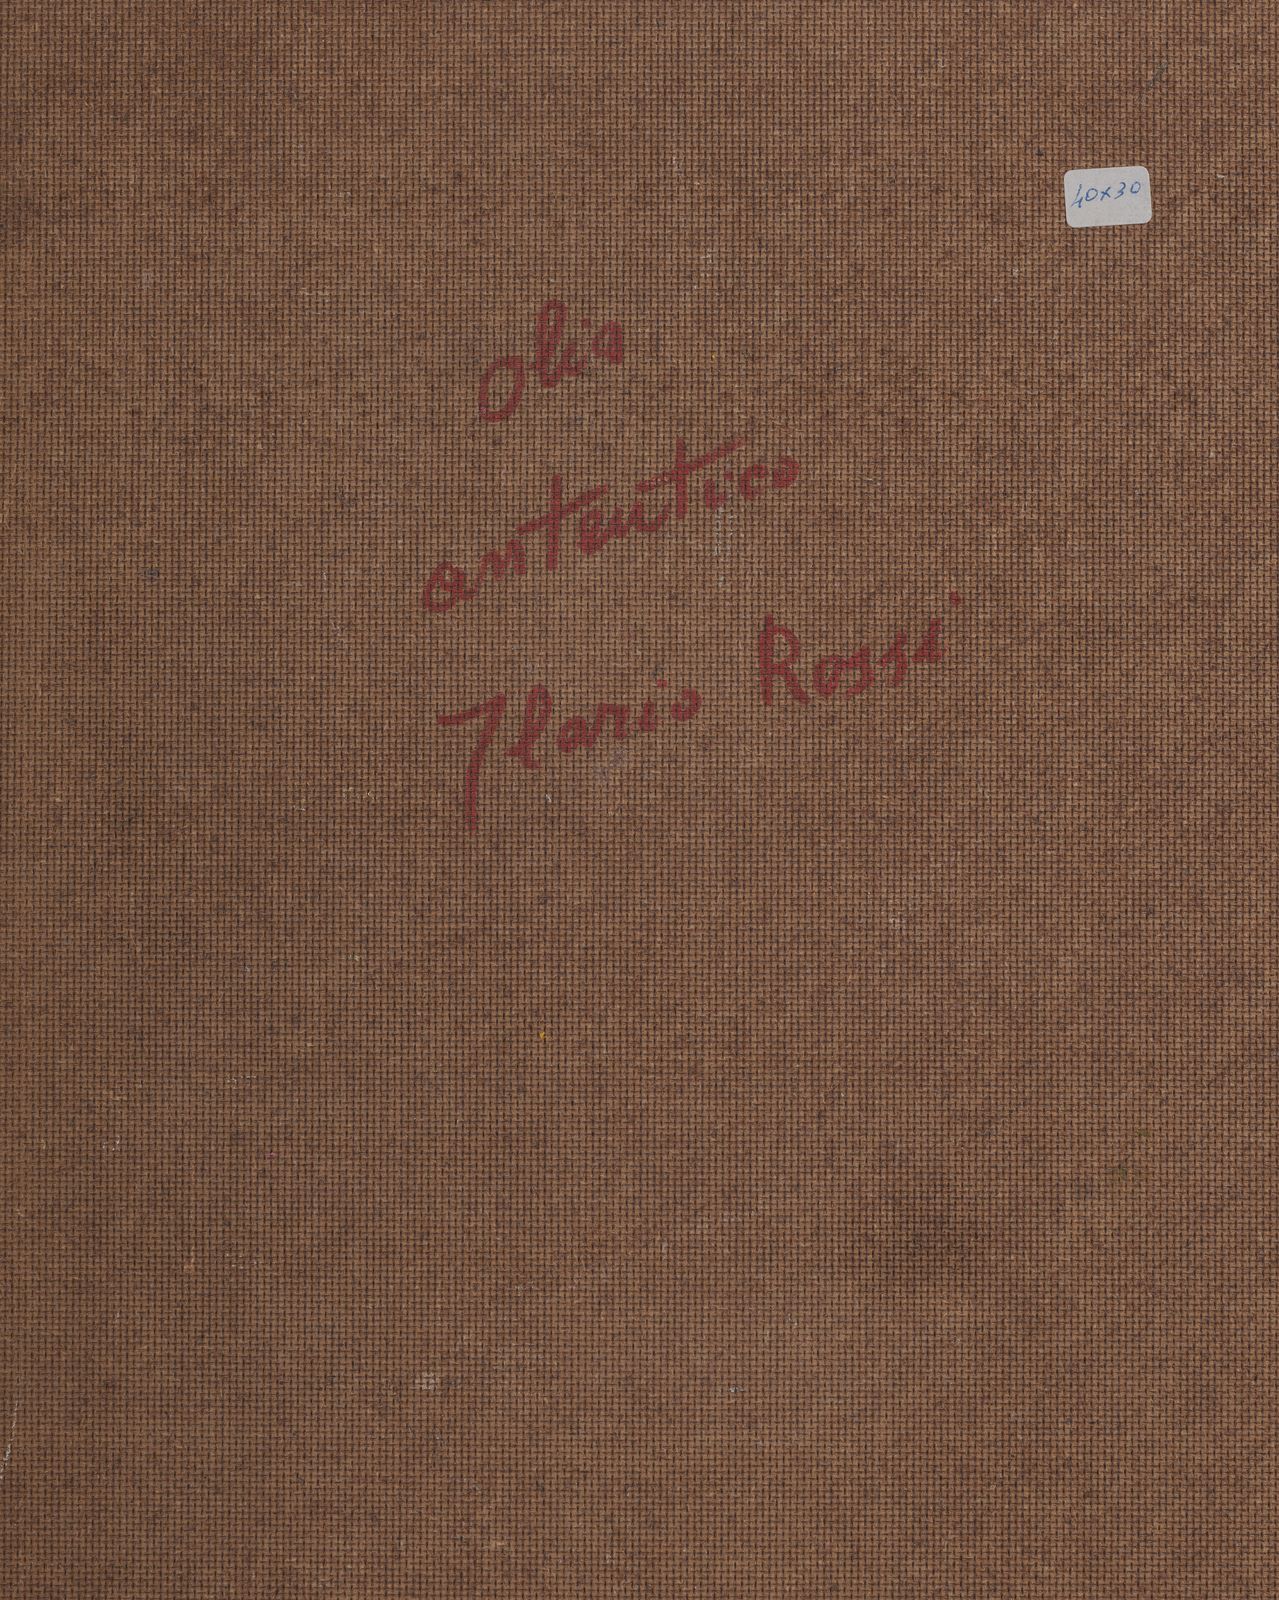 40x30
Olio
autentico
Ilario Rossi